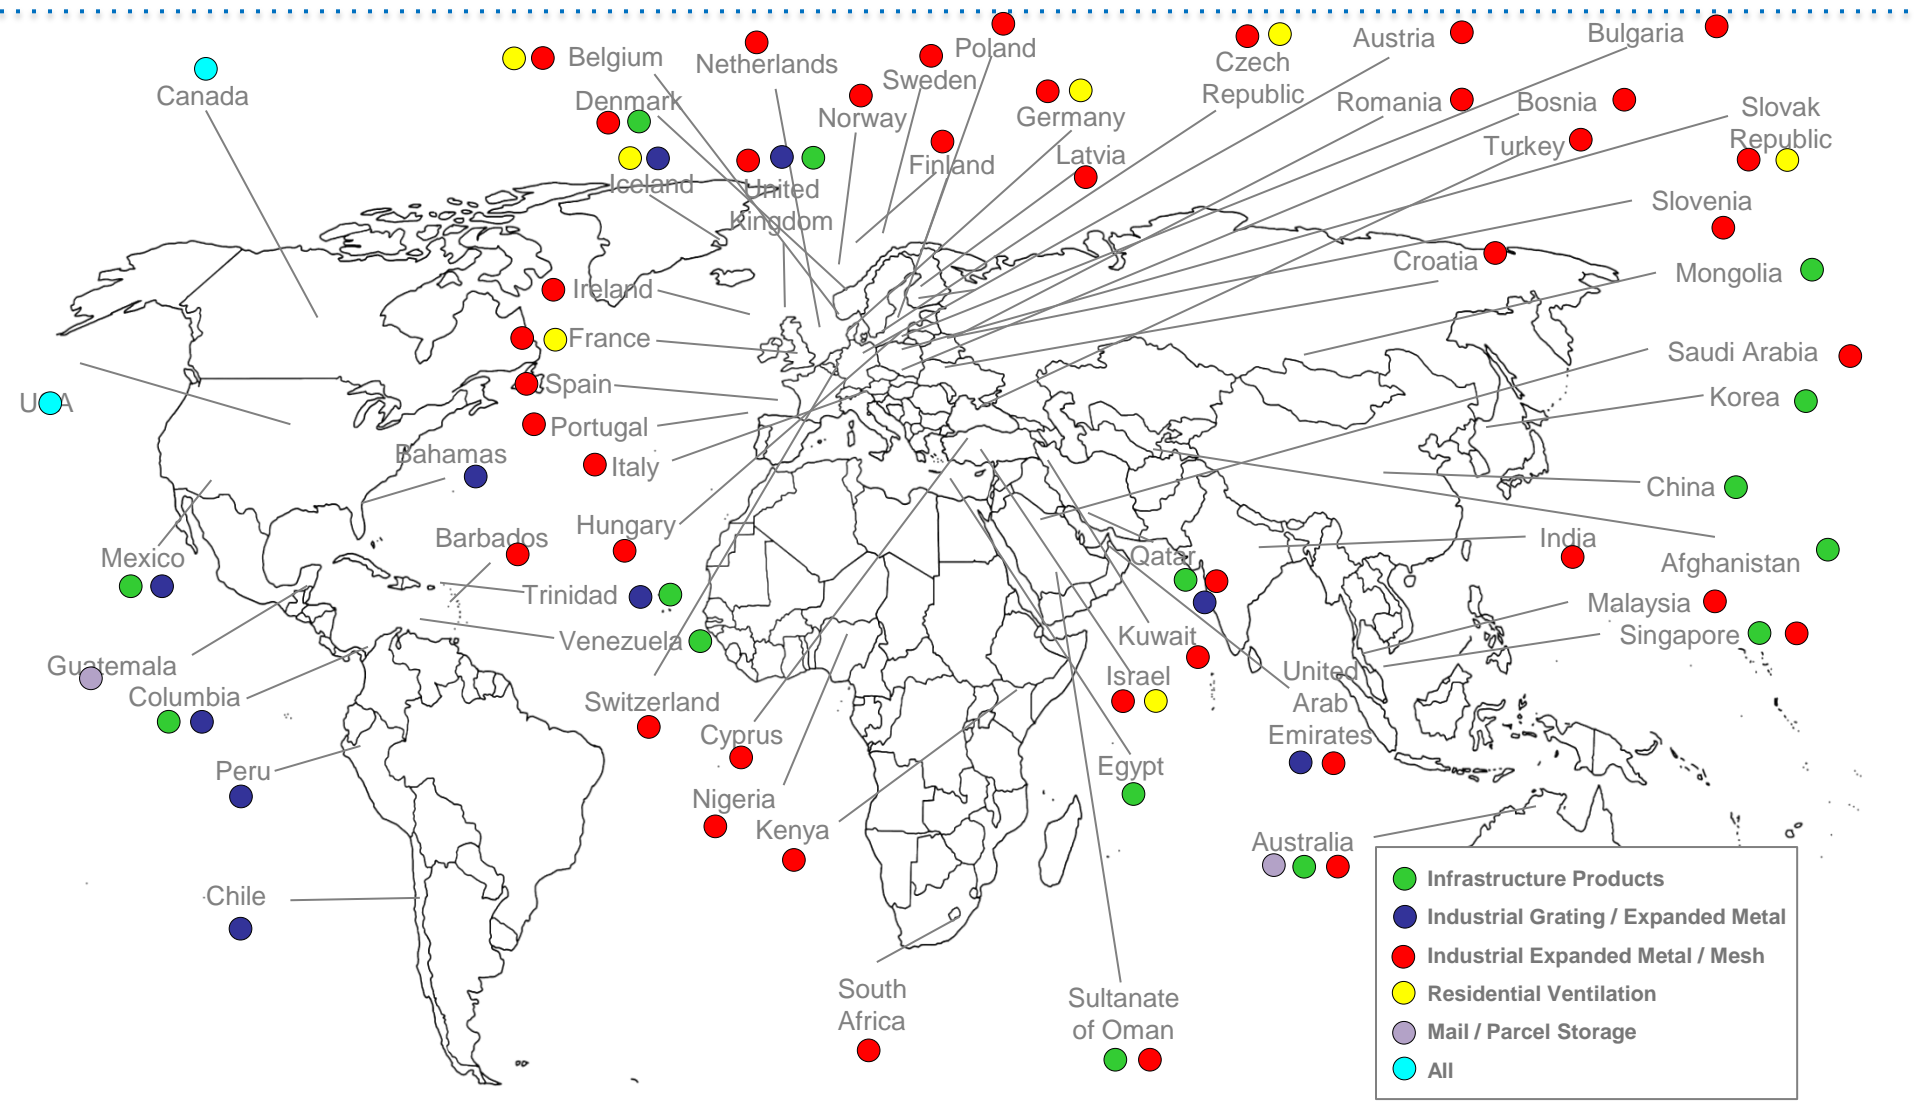 Canada
Belgium
Netherlands
Sweden
Poland
Czech
Republic
Austria
Bulgaria
Denmark
Norway
Germany
Romania
Bosnia
Slovak
Republic
Iceland
United
Kingdom
Finland
Latvia
Turkey
Slovenia
Croatia
Mongolia
Ireland
France
Saudi Arabia
Spain
Korea
Portugal
Bahamas
Italy
China
Mexico
Barbados
Hungary
Qatar
India
Afghanistan
Trinidad
Malaysia
Venezuela
Kuwait
Singapore
Guatemala
Columbia
Switzerland
Israel
United
Arab
Emirates
Cyprus
Peru
Egypt
Nigeria
Kenya
Australia
Chile
South
Africa
Sultanate
of Oman
Infrastructure Products
Industrial Grating / Expanded Metal
Industrial Expanded Metal / Mesh
Residential Ventilation
Mail / Parcel Storage
All